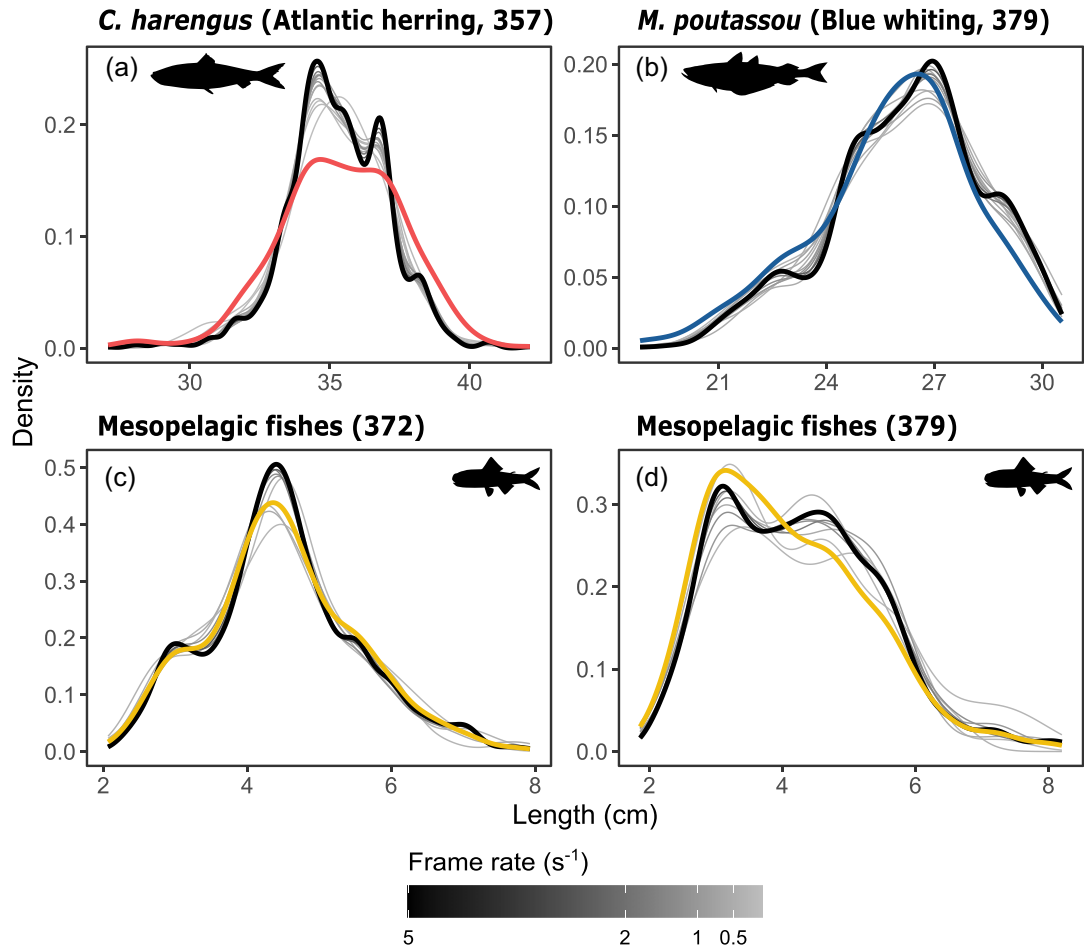 C. harengus (Atlantic herring, 357)
M. poutassou (Blue whiting, 379)
(a)
(b)
0.2
0.1
0.0
0.20
0.15
0.10
0.05
0.00
30 35 40
21 24 27 30
Density
Mesopelagic fishes (372)
Mesopelagic fishes (379)
(c)
(d)
0.5
0.4
0.3
0.2
0.1
0.0
0.3
0.2
0.1
0.0
2 4 6 8
2 4 6 8
Length (cm)
Frame rate (s⁻¹)
5 2 1 0.5